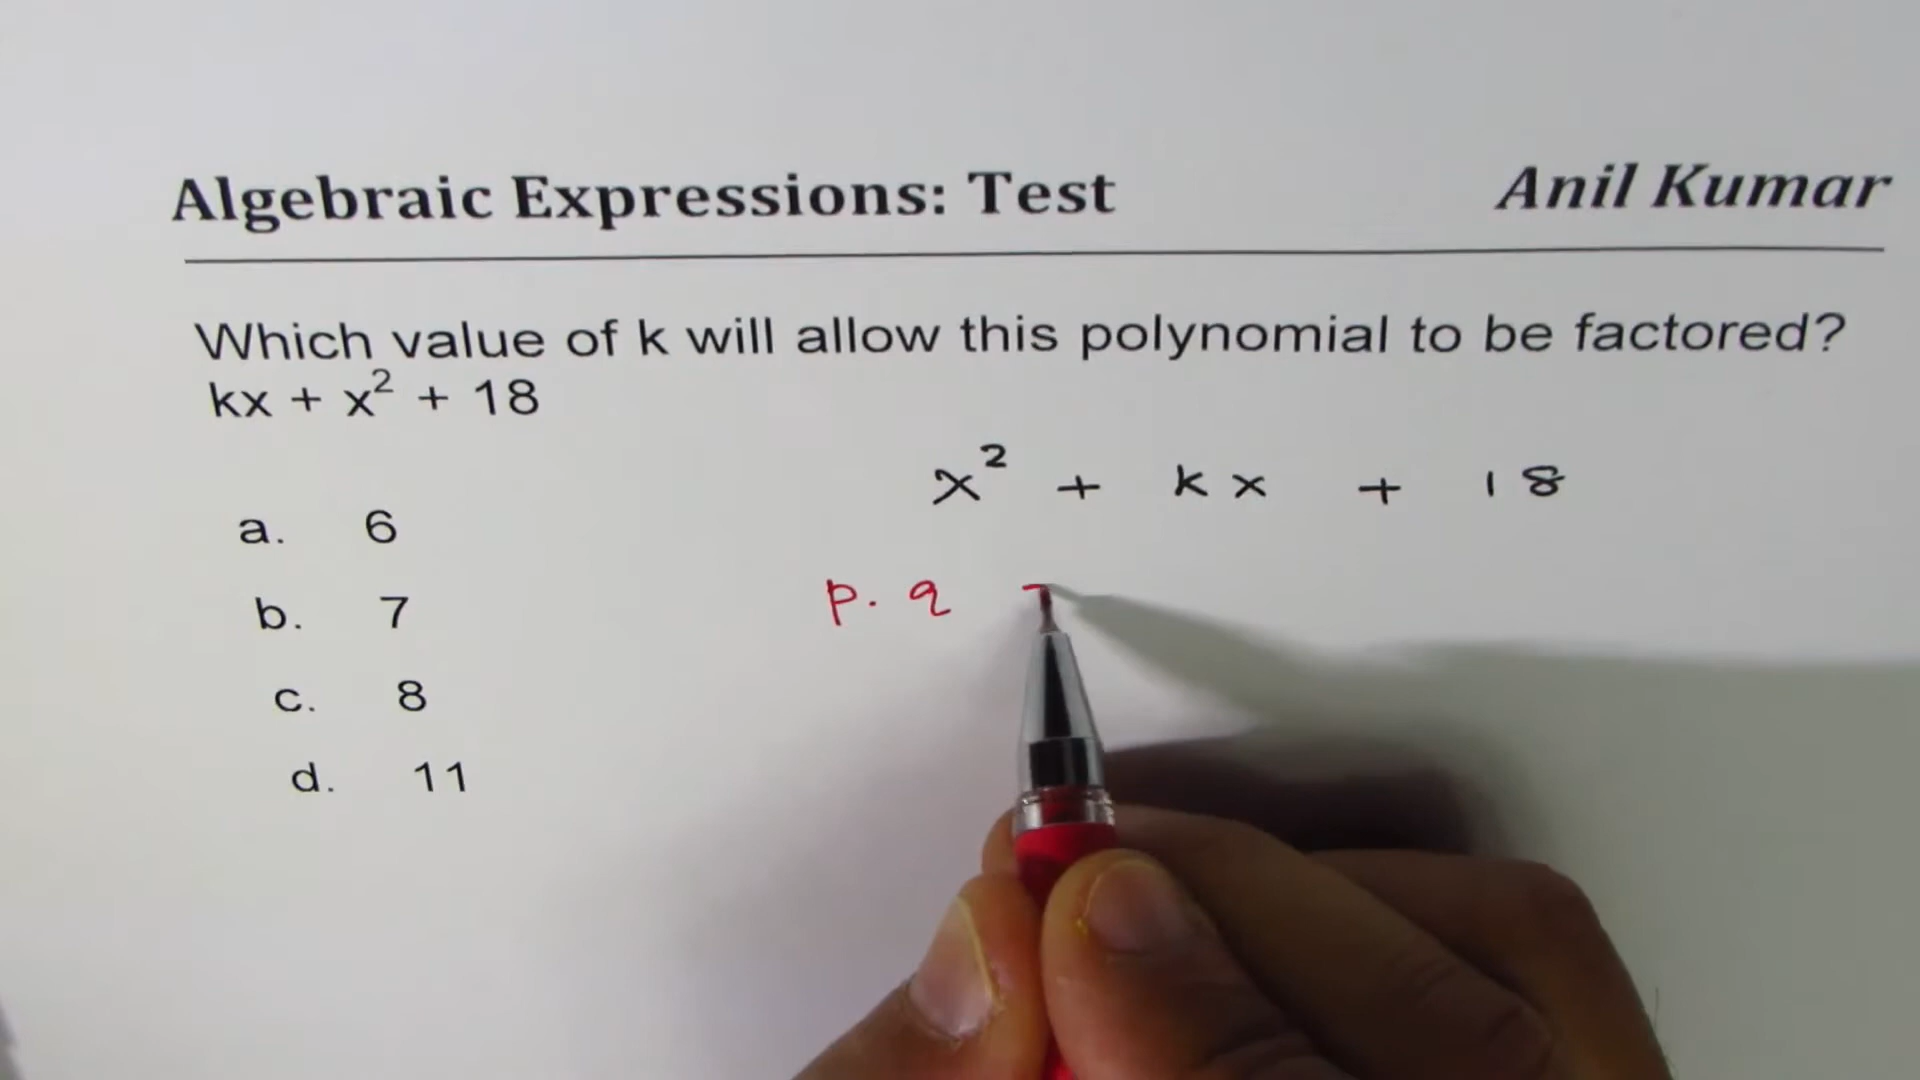 Algebraic Expressions: Test
Anil Kumar
Which value of k will allow this polynomial to be factored?
kx + x² + 18
x² + kx + 18
a. 6
p. q
b. 7
c. 8
d. 11